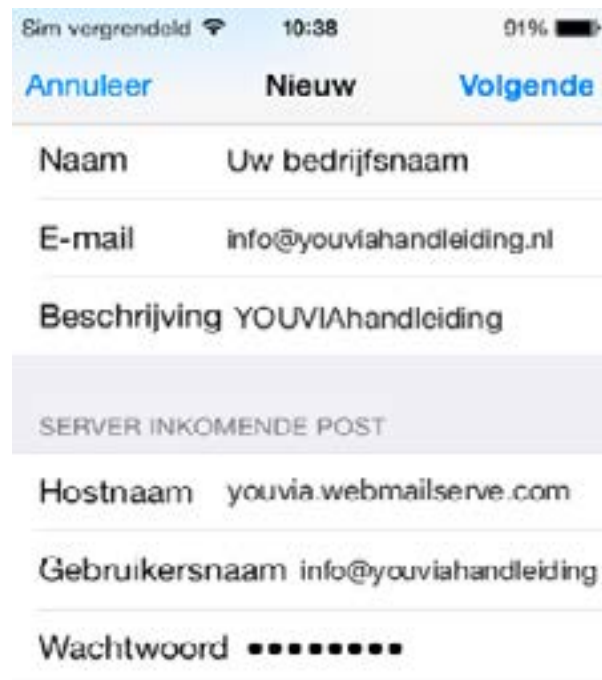 Sim vergrendeld 10:38 91%
Annuleer Nieuw Volgende
Naam Uw bedrijfsnaam
E-mail info@youviahandleiding.nl
Beschrijving YOUVIAhandleiding
SERVER INKOMENDE POST
Hostnaam youvia.webmailserve.com
Gebruikersnaam info@youviahandleiding
Wachtwoord •••••••••